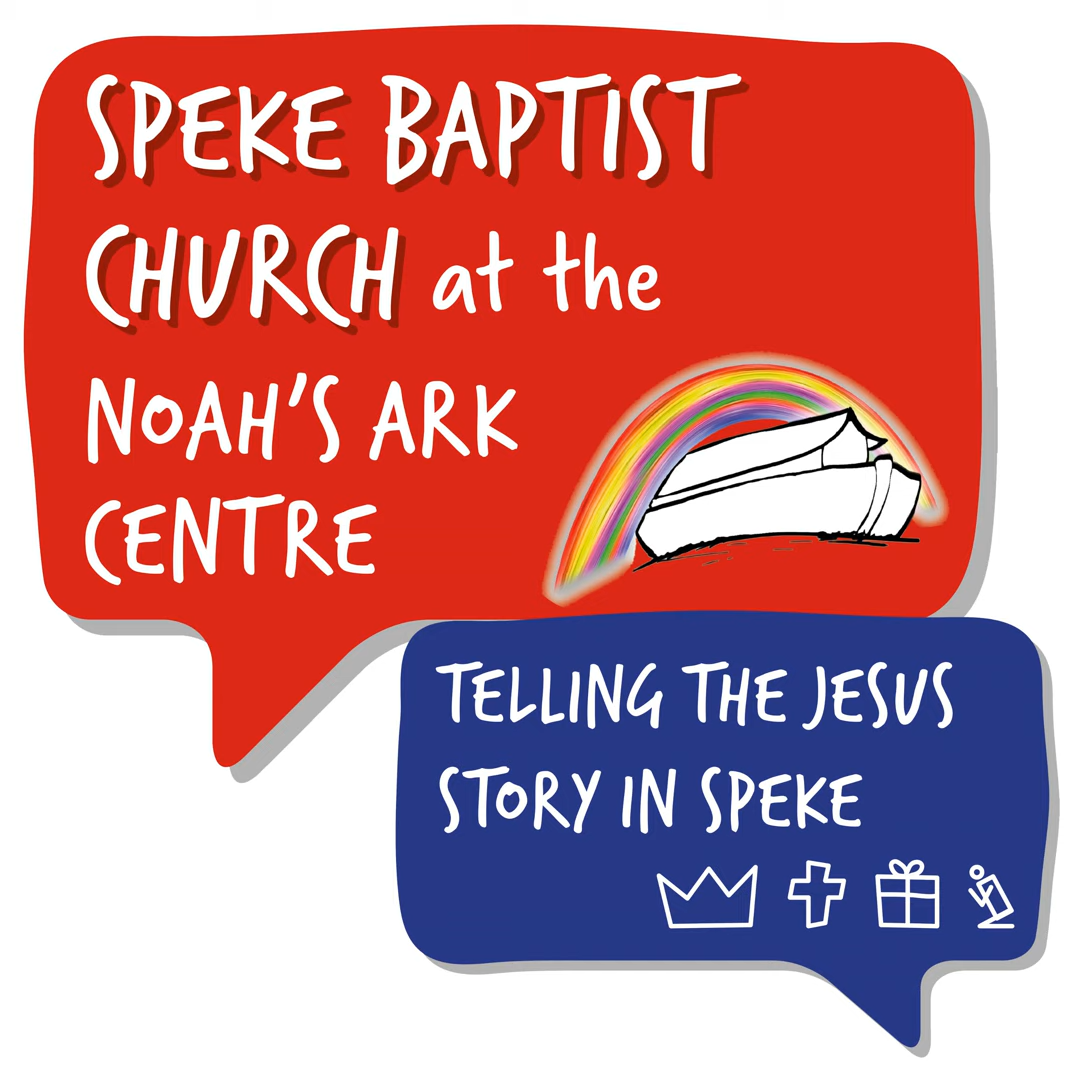 SPEKE BAPTIST
CHURCH at the
NOAH'S ARK
CENTRE
TELLING THE JESUS
STORY IN SPEKE